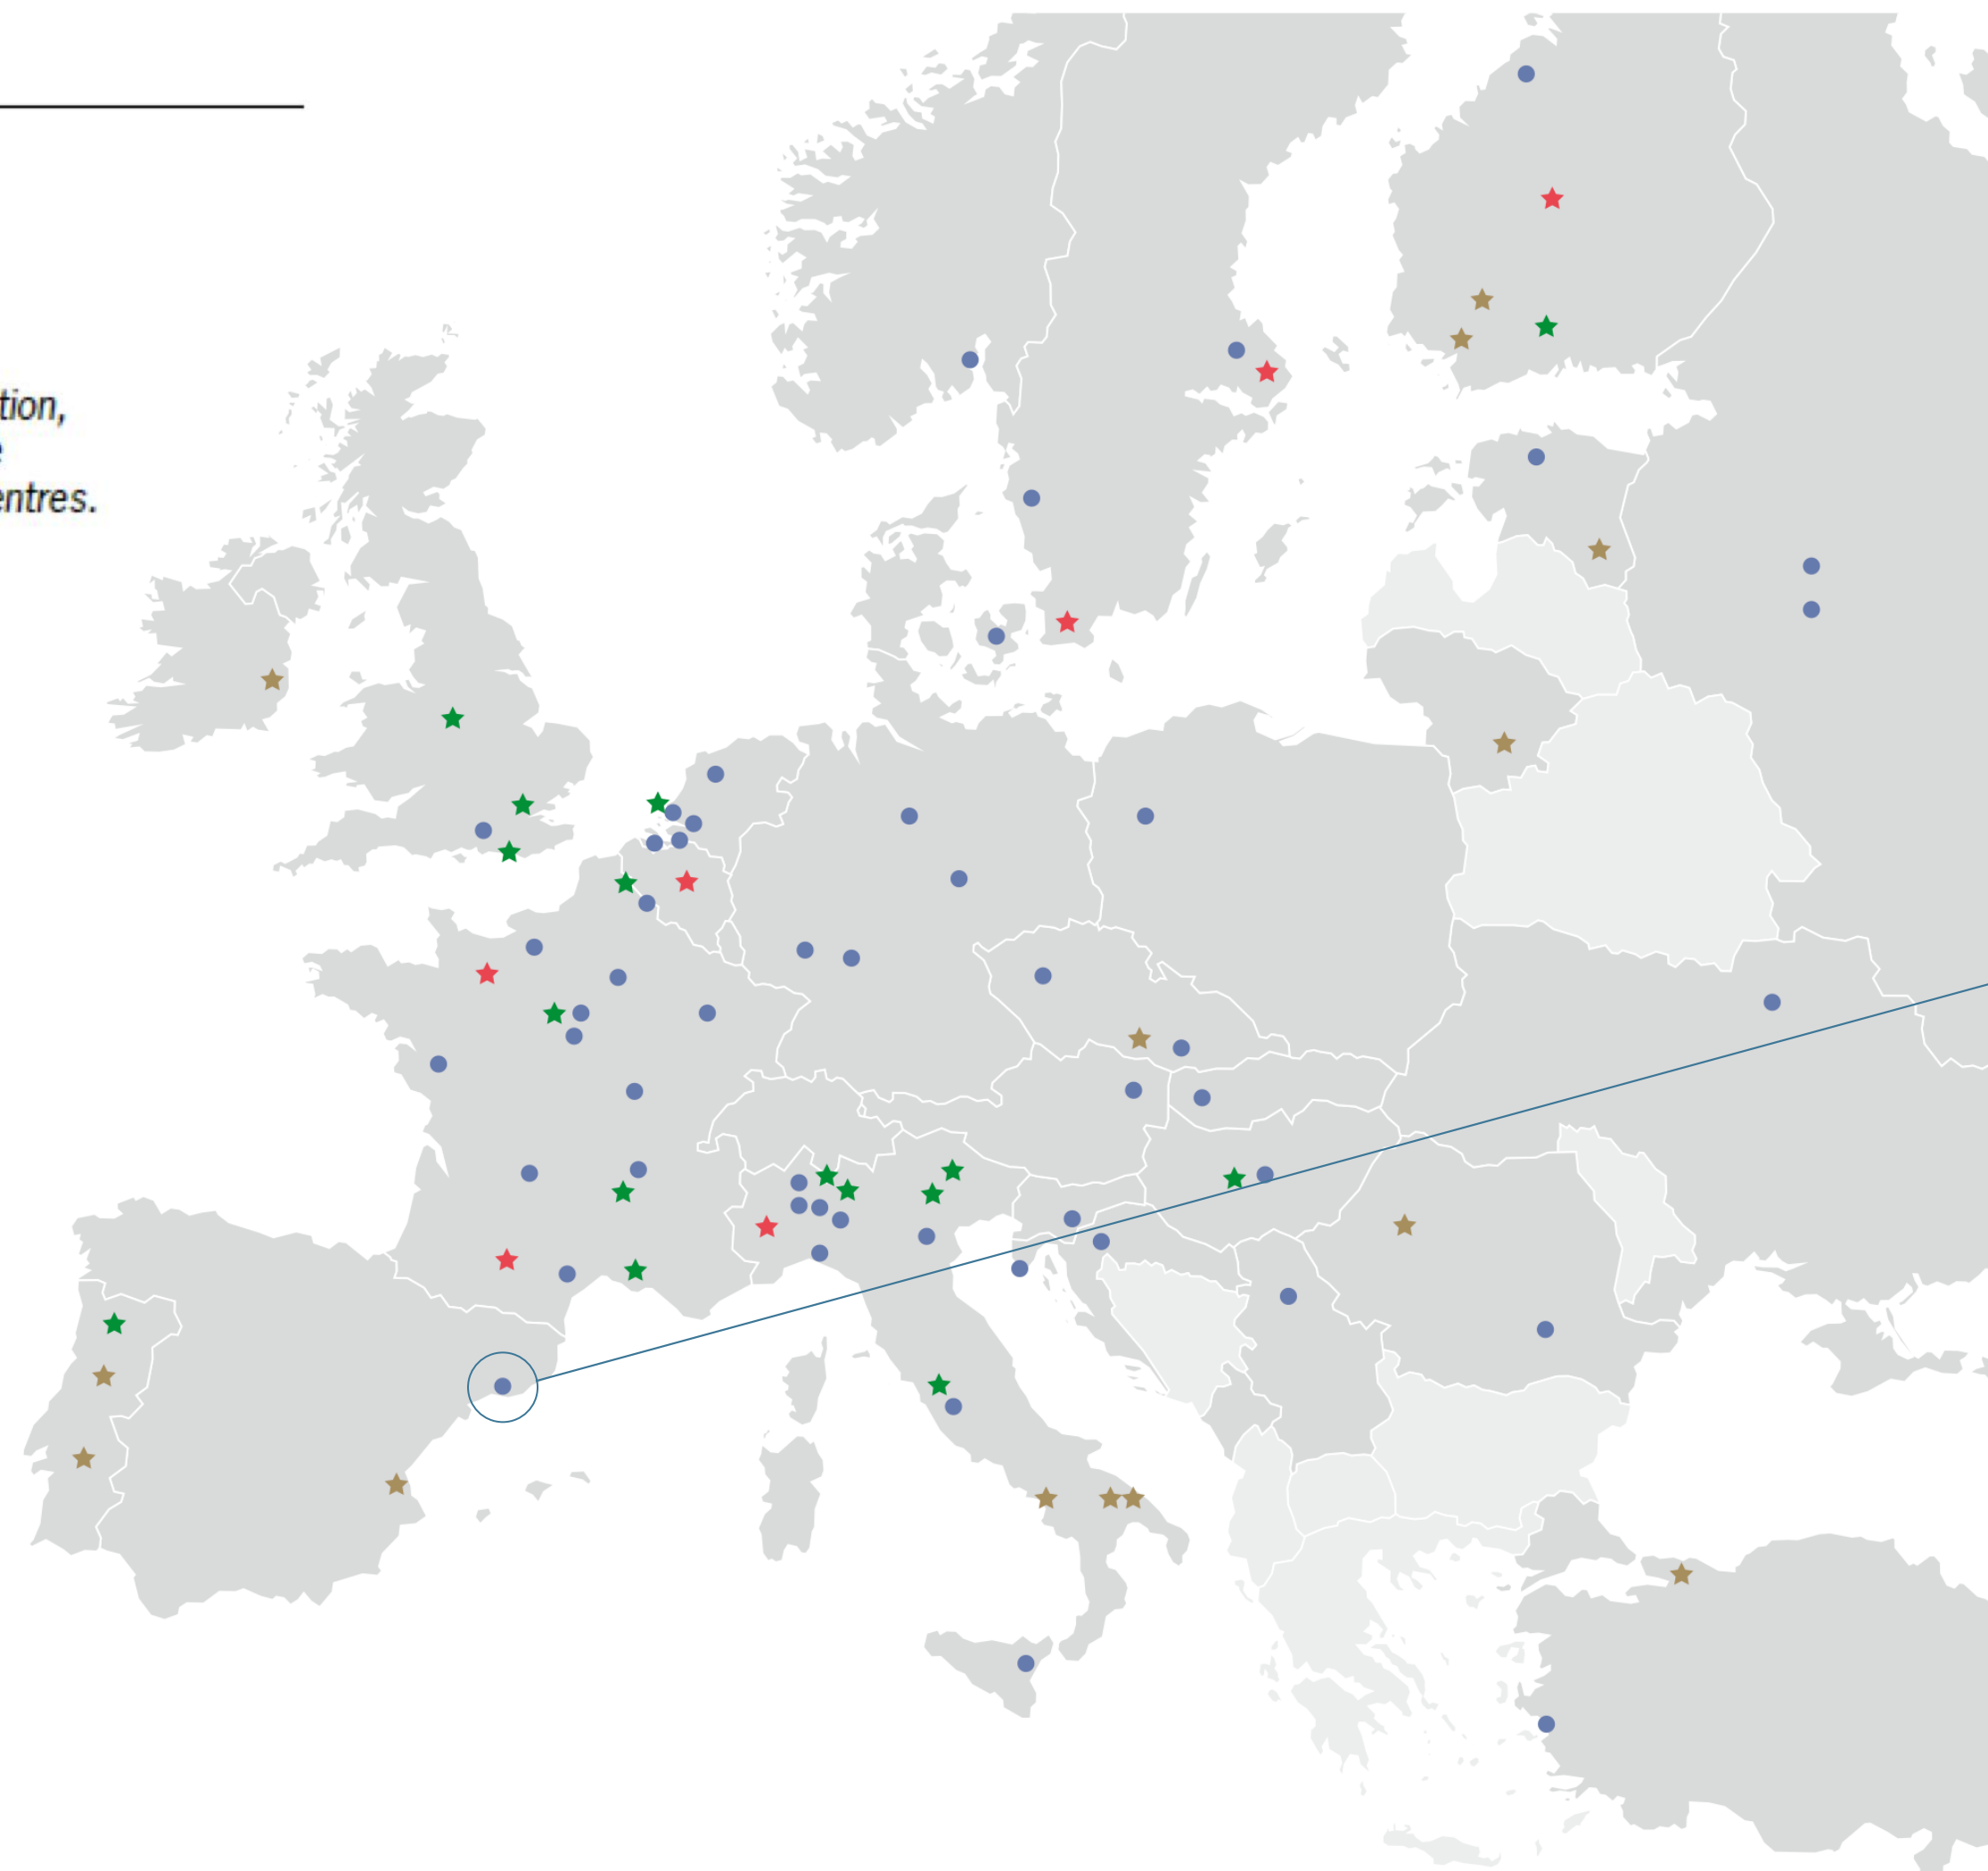 tion,
e
entres.